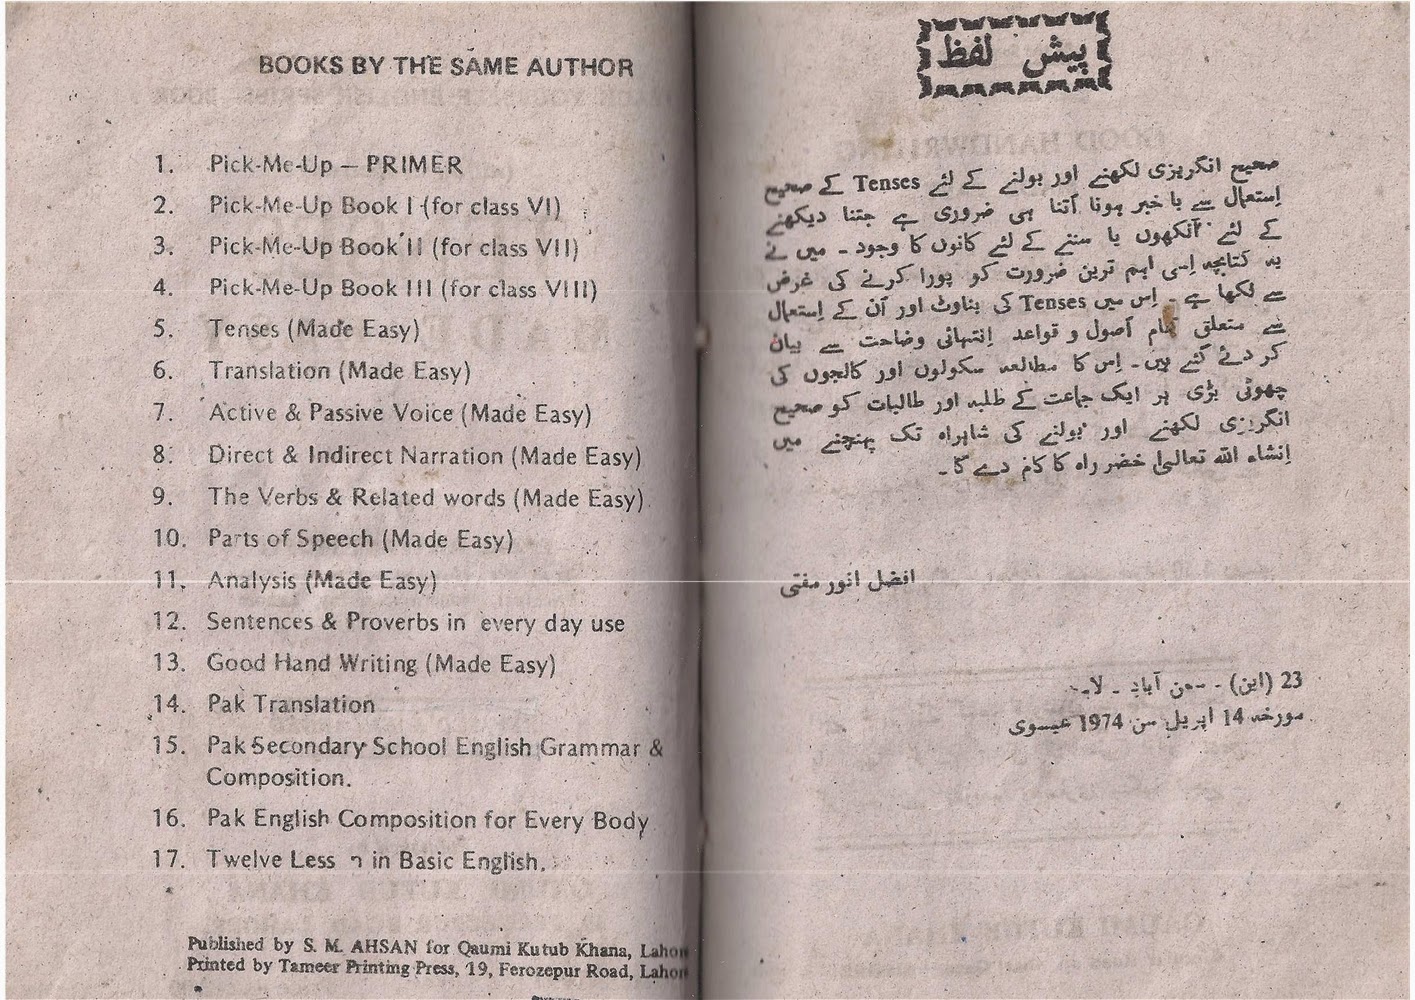 BOOKS BY THE SAME AUTHOR
1. Pick-Me-Up – PRIMER
2. Pick-Me-Up Book I (for class VI)
3. Pick-Me-Up Book II (for class VII)
4. Pick-Me-Up Book III (for class VIII)
5. Tenses (Made Easy)
6. Translation (Made Easy)
7. Active & Passive Voice (Made Easy)
8. Direct & Indirect Narration (Made Easy)
9. The Verbs & Related words (Made Easy)
10. Parts of Speech (Made Easy)
11. Analysis (Made Easy)
12. Sentences & Proverbs in every day use
13. Good Hand Writing (Made Easy)
14. Pak Translation
15. Pak Secondary School English Grammar &
Composition.
16. Pak English Composition for Every Body
17. Twelve Less n in Basic English.
Published by S. M. AHSAN for Qaumi Kutub Khana, Lahor
Printed by Tameer Printing Press, 19, Ferozepur Road, Lahor
پیش لفظ
صحیح انگریزی لکھنے اور بولنے کے لئے Tenses کے صحیح
اِستعمال سے با خبر ہونا اُتنا ہی ضروری ہے جتنا دیکھنے
کے لئے آنکھوں یا سننے کے لئے کانوں کا وجود ۔ میں نے
یہ کتابچہ اِسی اہم ترین ضرورت کو پورا کرنے کی غرض
سے لکھا ہے ۔ اِس میں Tenses کی بناوٹ اور اُن کے اِستعمال
سے متعلق تمام اُصول و قواعد اِنتہائی وضاحت سے بیان
کر دئے گئے ہیں ۔ اِس کا مطالعہ سکولوں اور کالجوں کی
چھوٹی بڑی ہر ایک جماعت کے طلبہ اور طالبات کو صحیح
انگریزی لکھنے اور بولنے کی شاہراہ تک پہنچنے میں
اِنشاء اللہ تعالیٰ خضر راہ کا کام دے گا ۔
افضل انور مفتی
23 (این) ۔ سمن آباد ۔
مورخہ 14 اپریل سن 1974 عیسوی